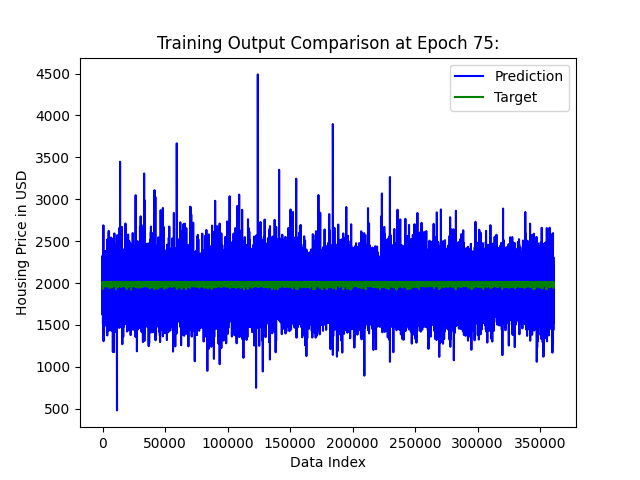 Training Output Comparison at Epoch 75:
Prediction
Target
Housing Price in USD
4500
4000
3500
3000
2500
2000
1500
1000
500
0 50000 100000 150000 200000 250000 300000 350000
Data Index